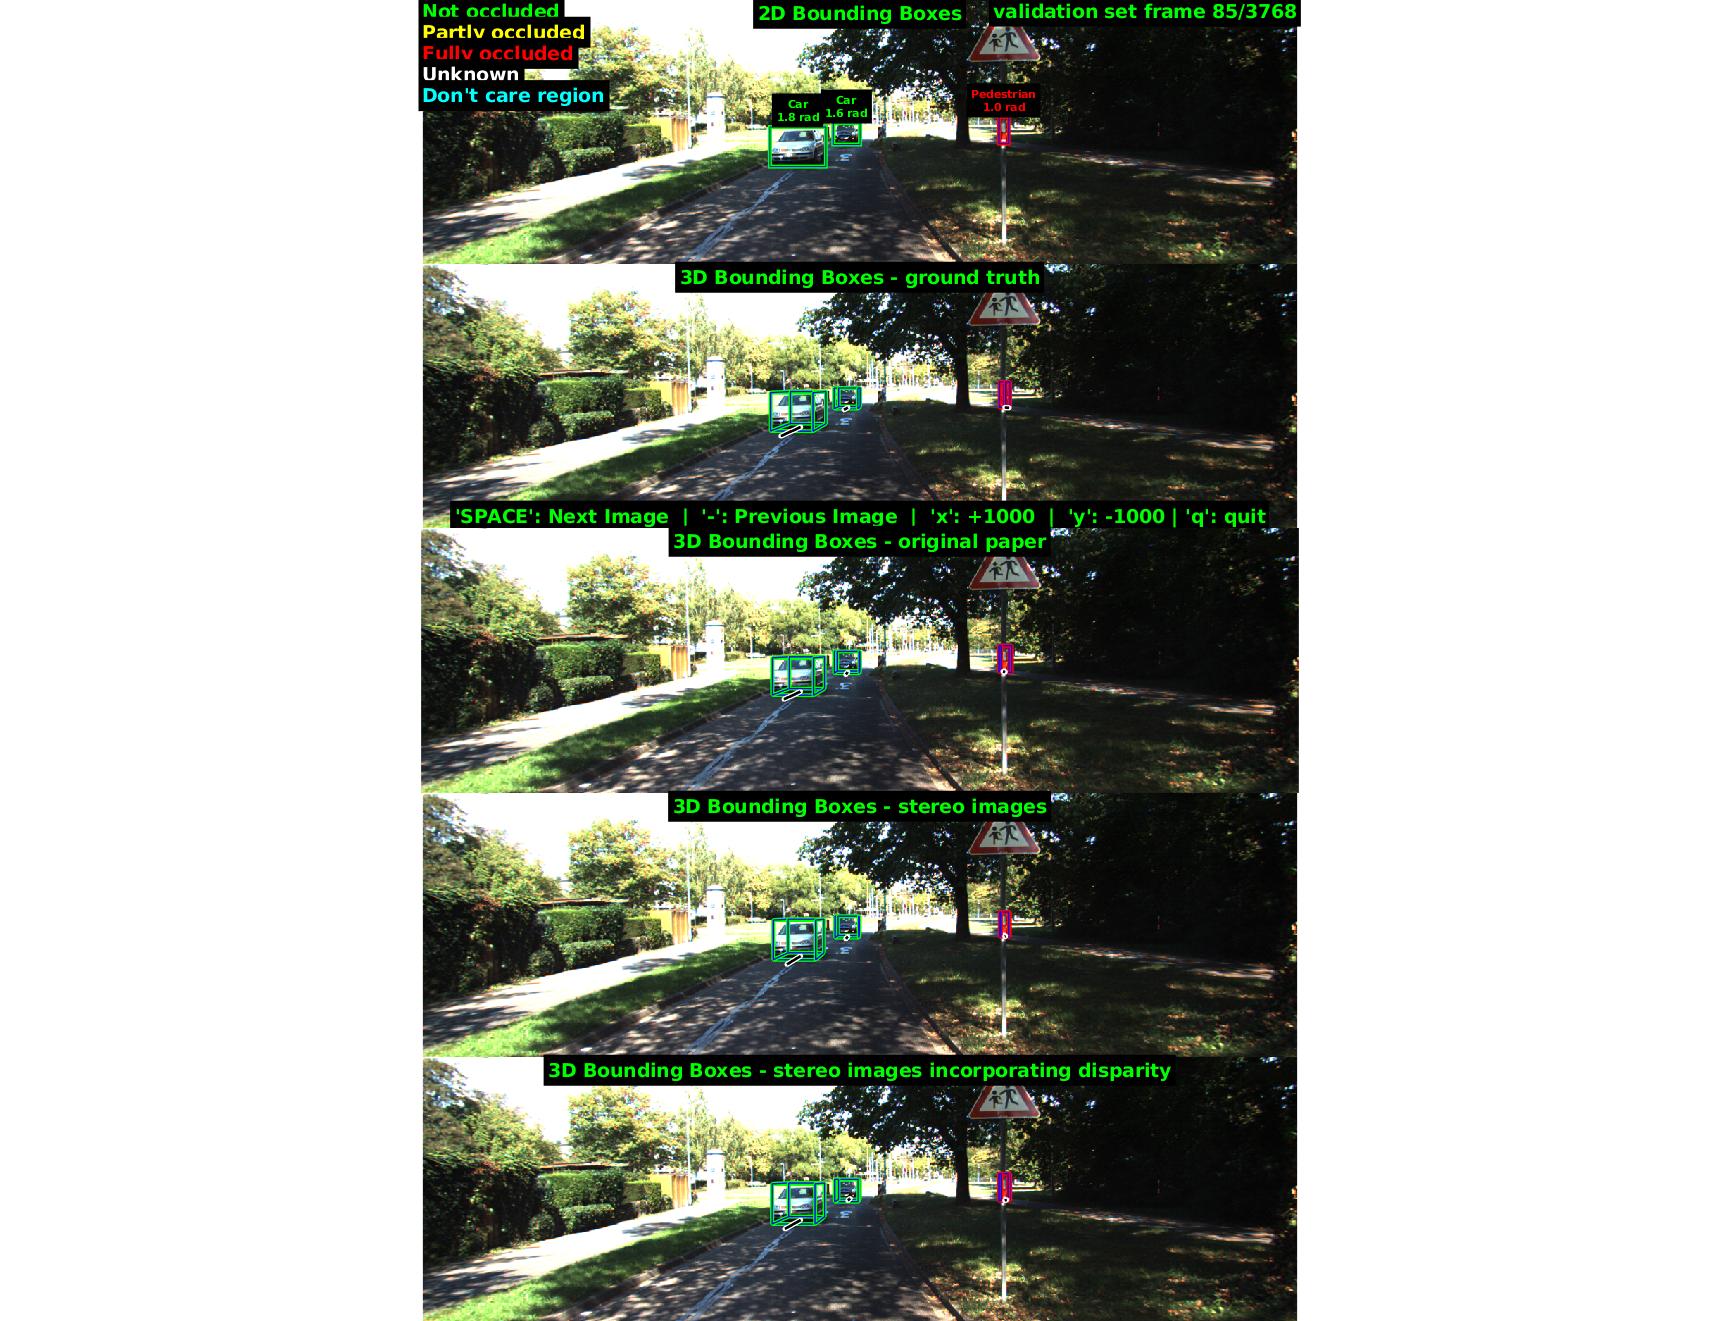 Not occluded
Partly occluded
Fully occluded
Unknown
Don't care region
2D Bounding Boxes
validation set frame 85/3768
Car
1.8 rad
Car
1.6 rad
Pedestrian
1.0 rad
3D Bounding Boxes - ground truth
'SPACE': Next Image | '-': Previous Image | 'x': +1000 | 'y': -1000 | 'q': quit
3D Bounding Boxes - original paper
3D Bounding Boxes - stereo images
3D Bounding Boxes - stereo images incorporating disparity